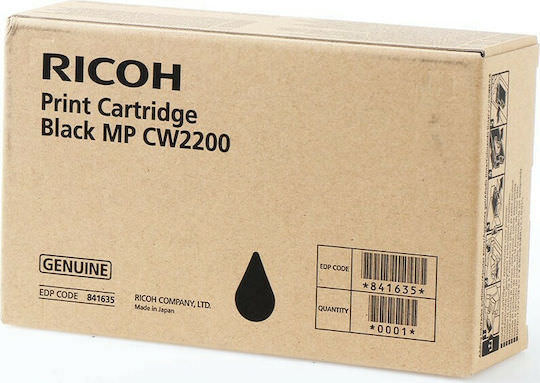 RICOH
Print Cartridge
Black MP CW2200
GENUINE
EDP CODE 841635
RICOH COMPANY, LTD.
Made in Japan
EDP CODE
*841635*
QUANTITY
*0001*